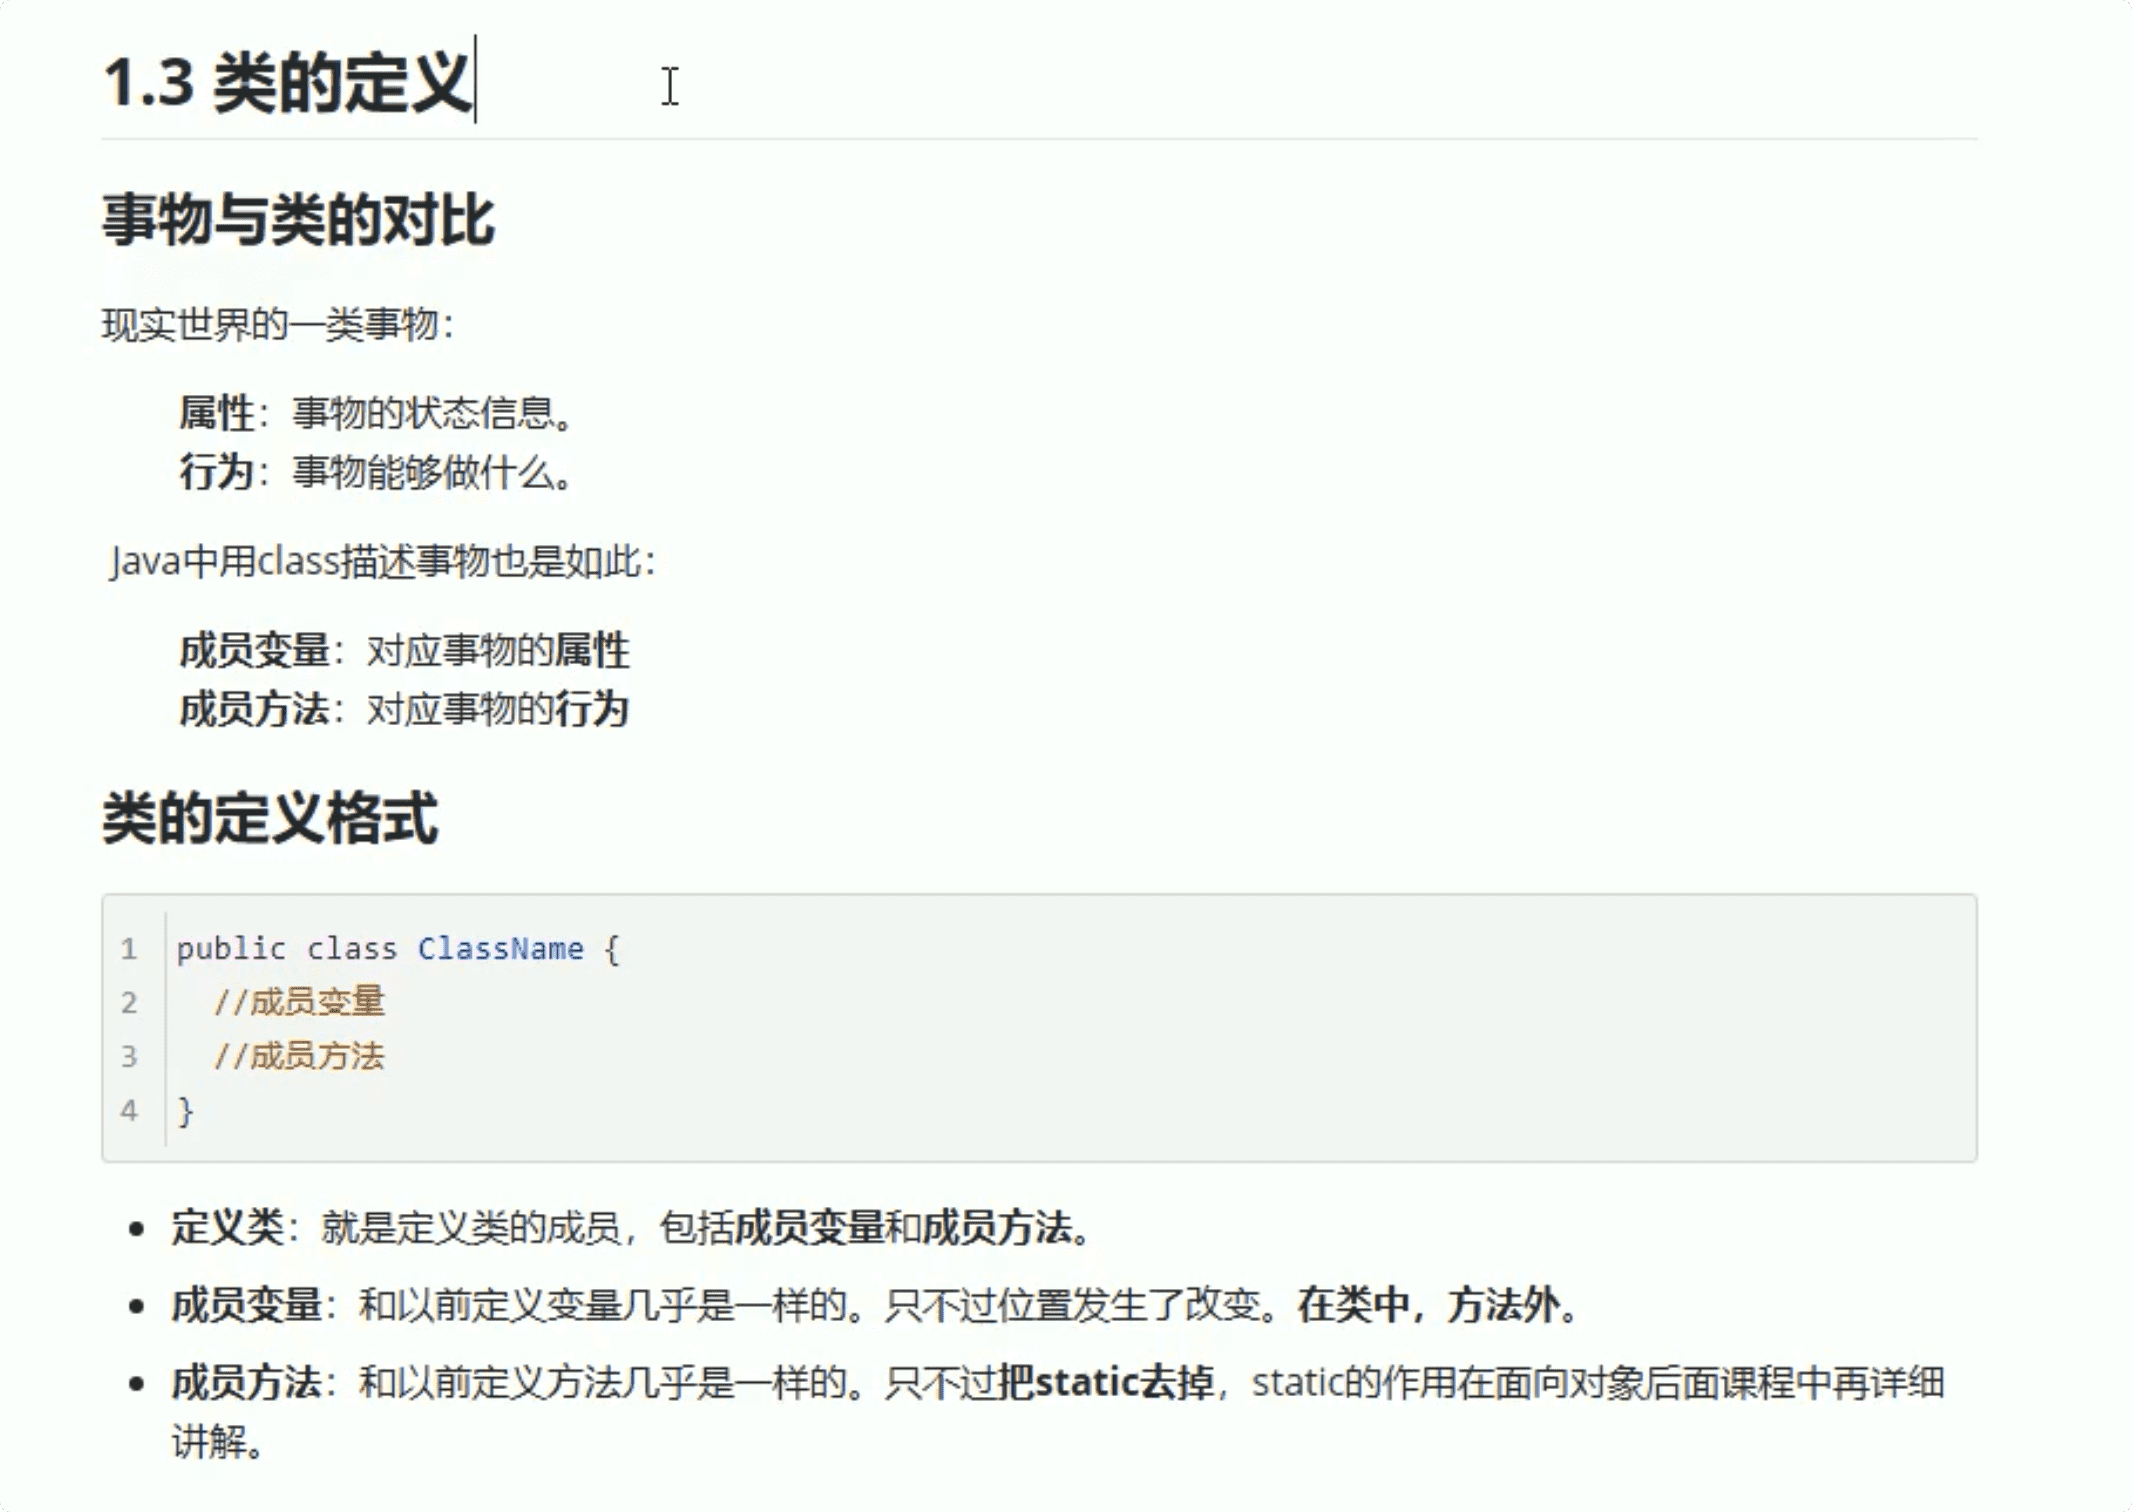 1.3 类的定义
事物与类的对比
现实世界的一类事物：
属性：事物的状态信息。
行为：事物能够做什么。
Java中用class描述事物也是如此：
成员变量：对应事物的属性
成员方法：对应事物的行为
类的定义格式
1 public class ClassName {
2   //成员变量
3   //成员方法
4 }
• 定义类：就是定义类的成员，包括成员变量和成员方法。
• 成员变量：和以前定义变量几乎是一样的。只不过位置发生了改变。在类中，方法外。
• 成员方法：和以前定义方法几乎是一样的。只不过把static去掉，static的作用在面向对象后面课程中再详细
讲解。